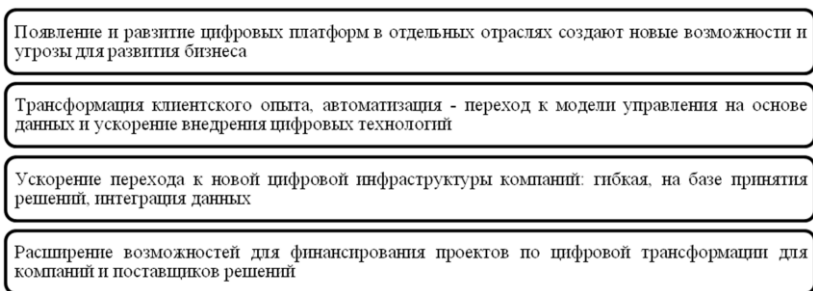 Появление и равзитие цифровых платформ в отдельных отраслях создают новые возможности и
угрозы для развития бизнеса
Трансформация клиентского опыта, автоматизация - переход к модели управления на основе
данных и ускорение внедрения цифровых технологий
Ускорение перехода к новой цифровой инфраструктуры компаний: гибкая, на базе принятия
решений, интеграция данных
Расширение возможностей для финансирования проектов по цифровой трансформации для
компаний и поставщиков решений